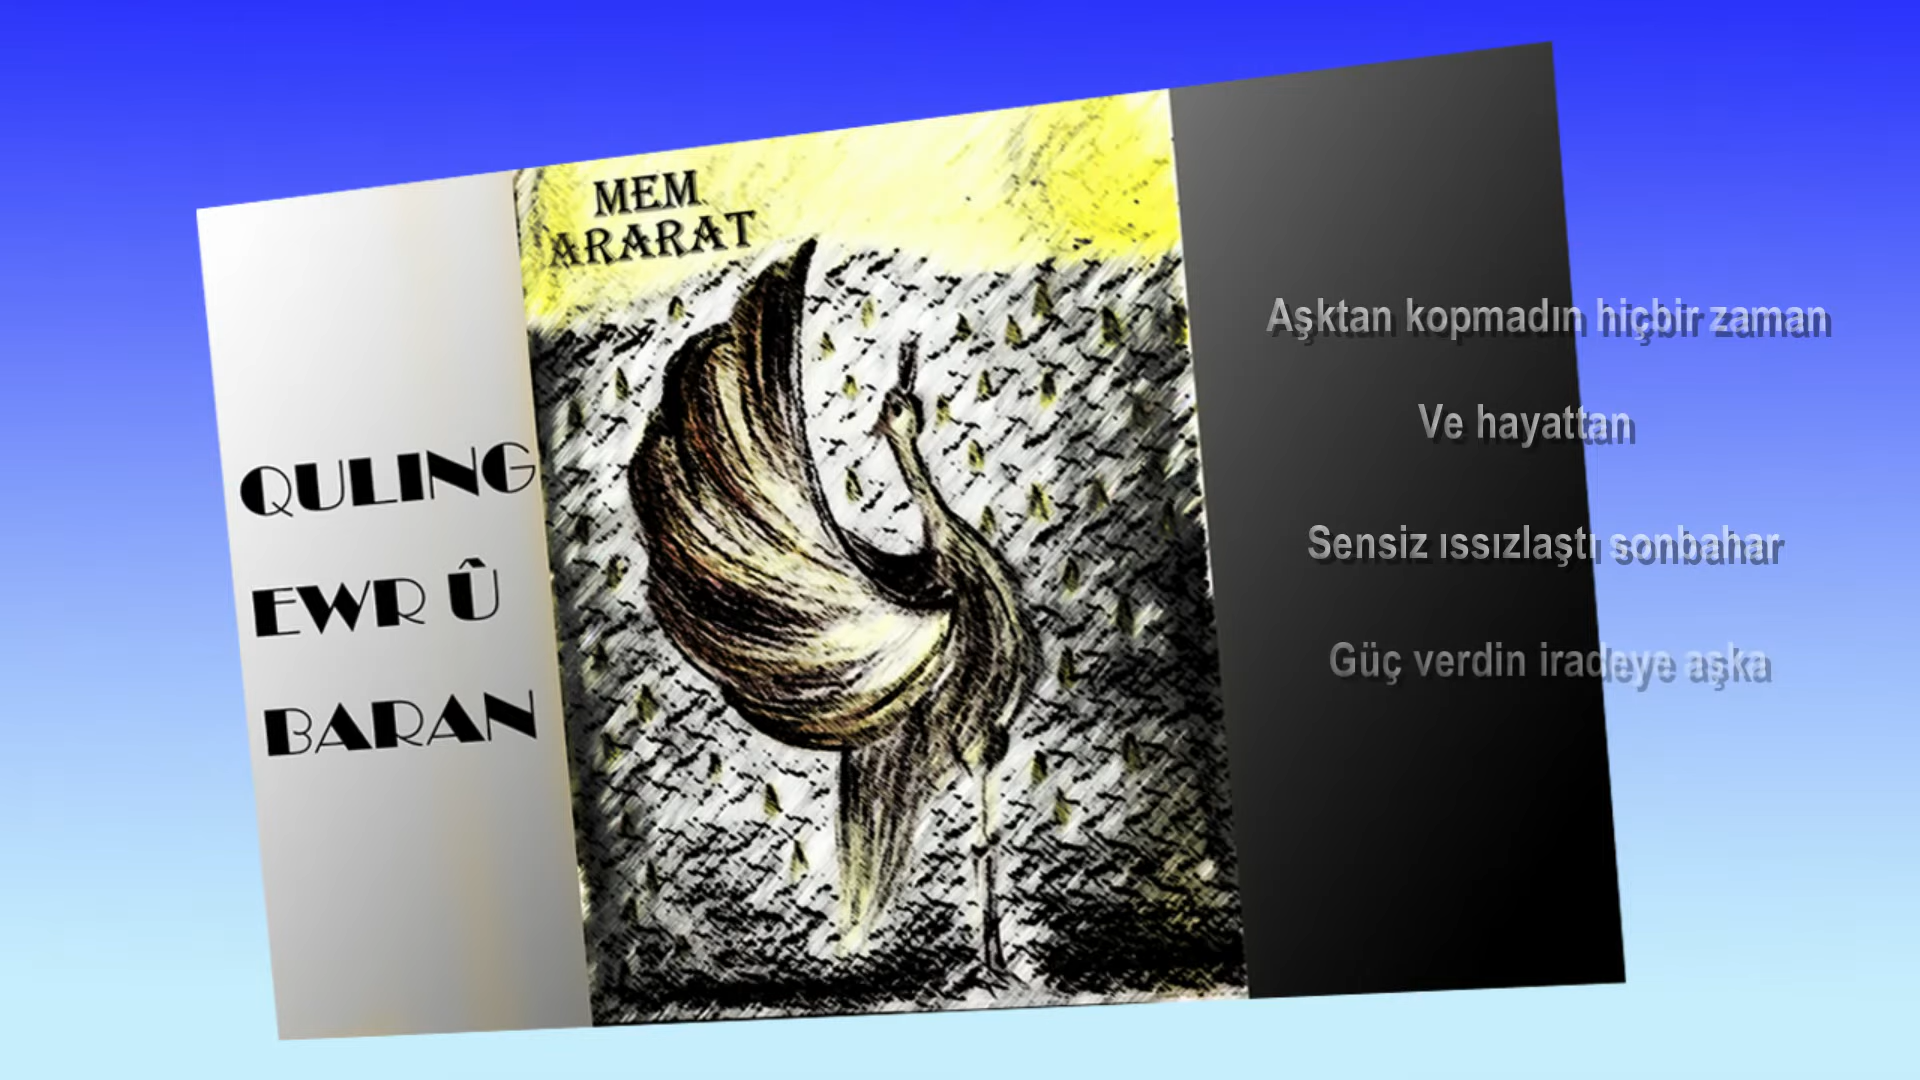 MEM
ARARAT
QULING
EWR Û
BARAN
Aşktan kopmadın hiçbir zaman
Ve hayattan
Sensiz ıssızlaştı sonbahar
Güç verdin iradeye aşka